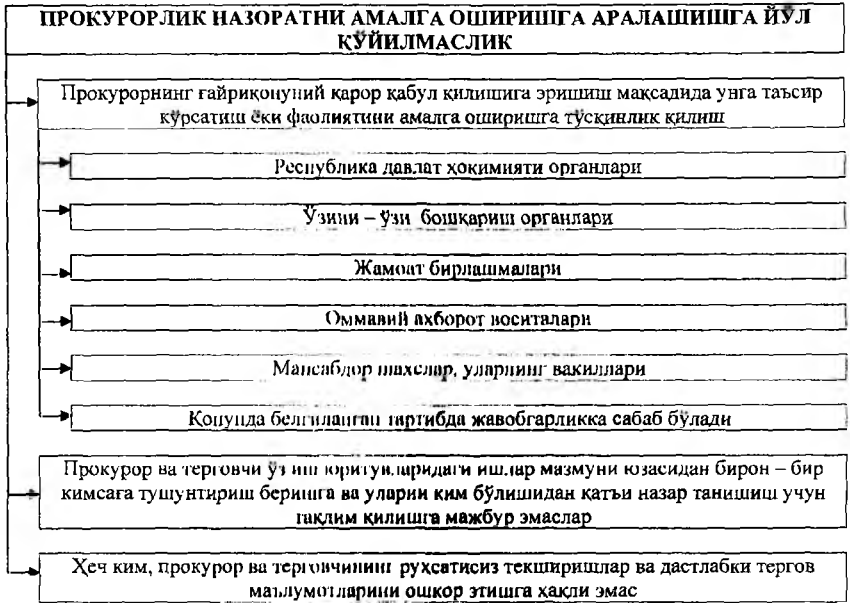 ПРОКУРОРЛИК НАЗОРАТНИ АМАЛГА ОШИРИШГА АРАЛАШИШГА ЙЎЛ
ҚЎЙИЛМАСЛИК
Прокурорнинг ғайриқонуний қарор қабул қилишига эришиш мақсадида унга таъсир
кўрсатиш ёки фаолиятини амалга оширишга тўсқинлик қилиш
Республика давлат ҳокимияти органлари
Ўзини – ўзи бошқариш органлари
Жамоат бирлашмалари
Оммавий ахборот воситалари
Мансабдор шахслар, уларнинг вакиллари
Қонунда белгиланган тартибда жавобгарликка сабаб бўлади
Прокурор ва терговчи ўз иш юритувларидаги ишлар мазмуни юзасидан бирон – бир
кимсага тушунтириш беришга ва уларни ким бўлишидан қатъи назар танишиш учун
тақдим қилишга мажбур эмаслар
Ҳеч ким, прокурор ва терговчининг руҳсатисиз текширишлар ва дастлабки тергов
маълумотларини ошкор этишга ҳақли эмас